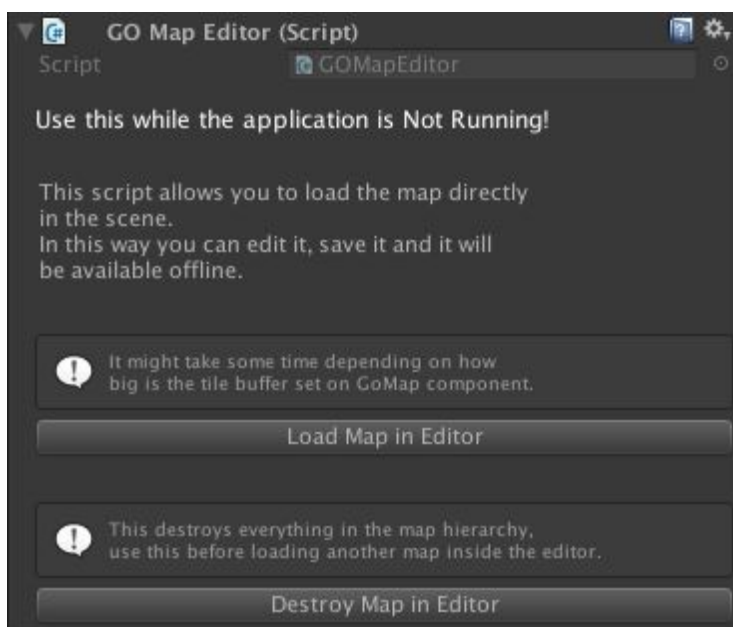 GO Map Editor (Script)
Script GOMapEditor
Use this while the application is Not Running!
This script allows you to load the map directly
in the scene.
In this way you can edit it, save it and it will
be available offline.
It might take some time depending on how
big is the tile buffer set on GoMap component.
Load Map in Editor
This destroys everything in the map hierarchy,
use this before loading another map inside the editor.
Destroy Map in Editor